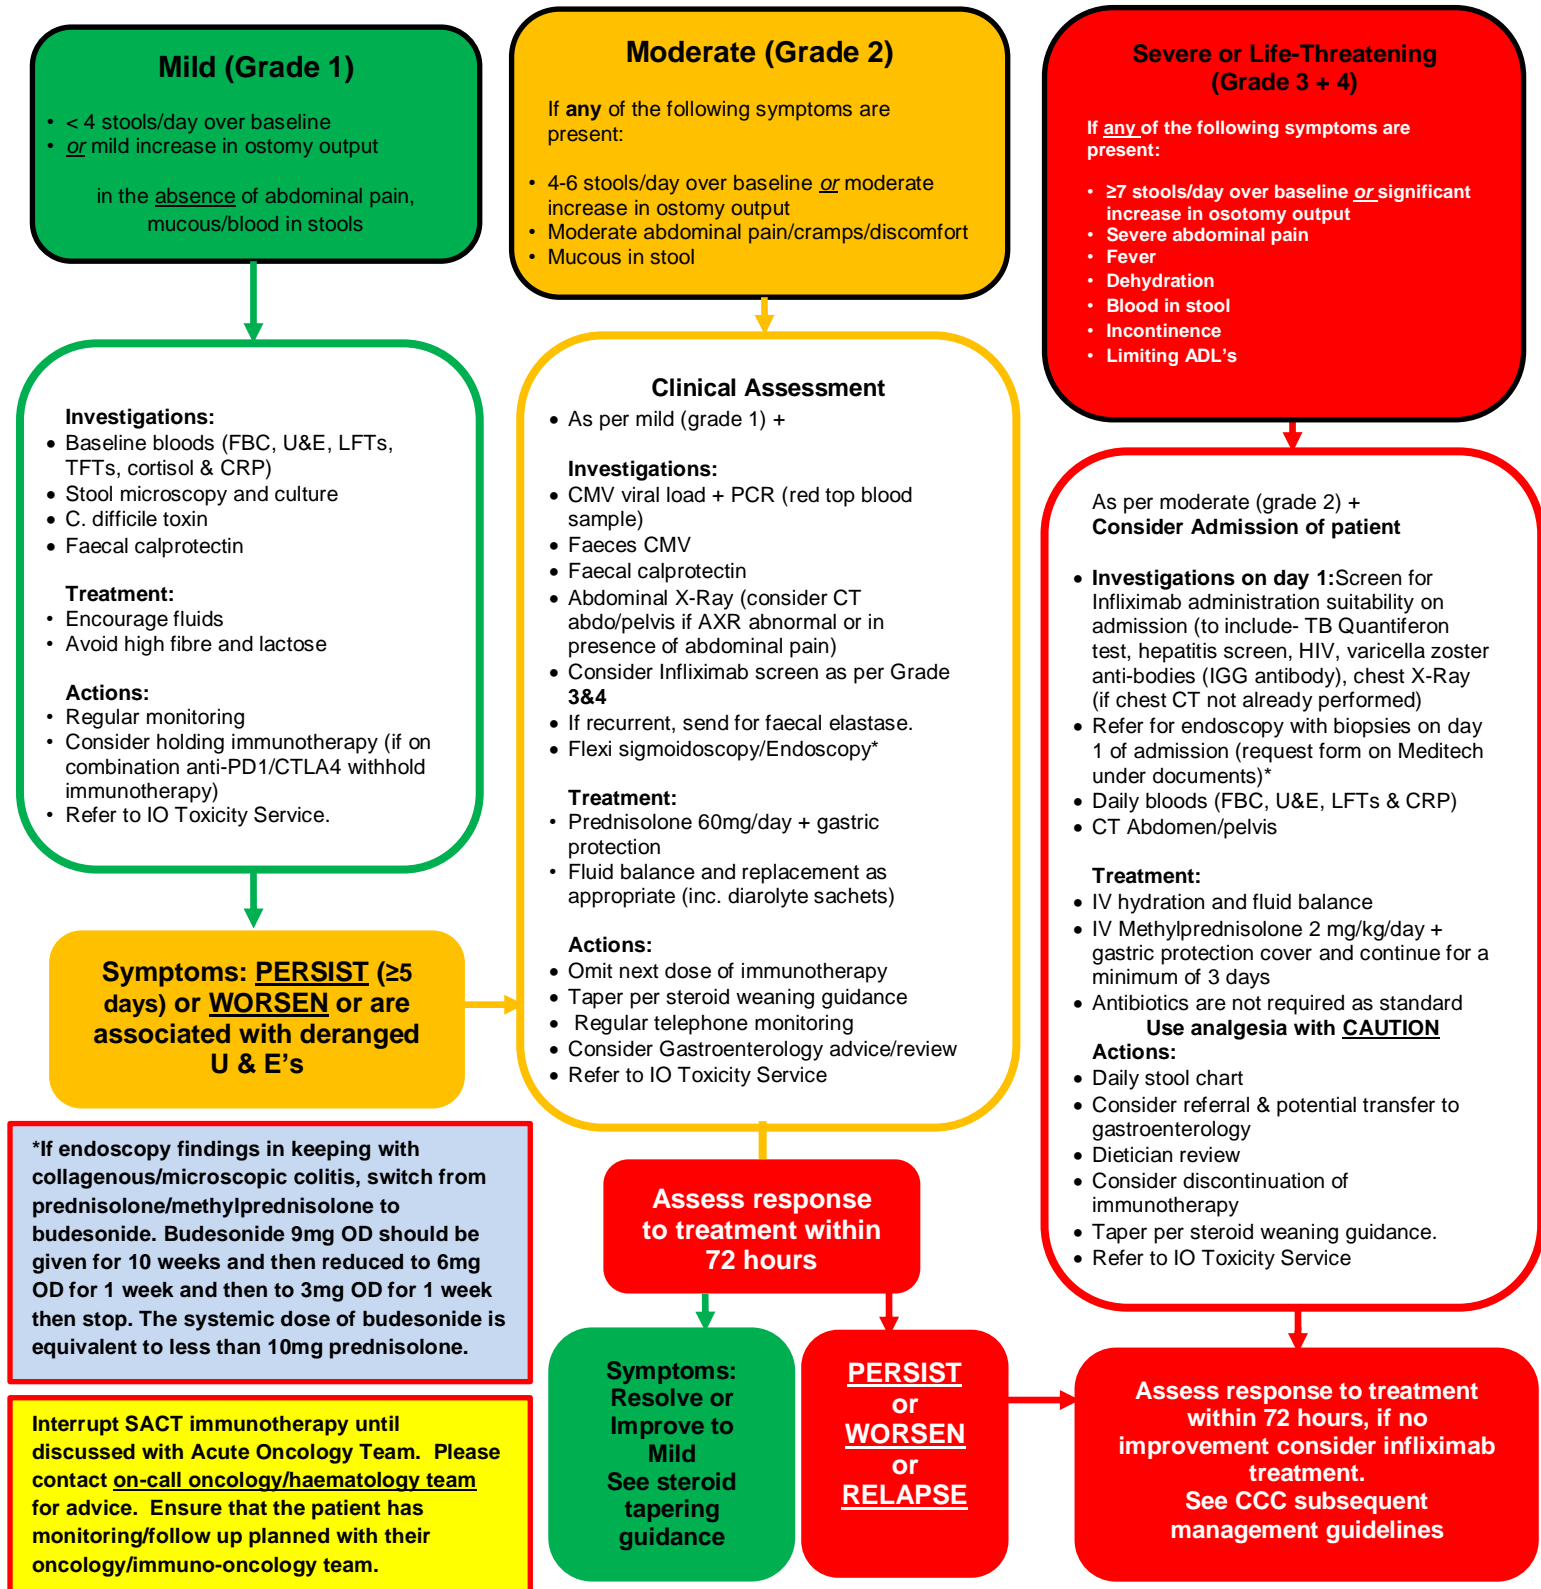 Mild (Grade 1)
• < 4 stools/day over baseline
• or mild increase in ostomy output
in the absence of abdominal pain,
mucous/blood in stools
Investigations:
• Baseline bloods (FBC, U&E, LFTs,
TFTs, cortisol & CRP)
• Stool microscopy and culture
• C. difficile toxin
• Faecal calprotectin
Treatment:
• Encourage fluids
• Avoid high fibre and lactose
Actions:
• Regular monitoring
• Consider holding immunotherapy (if on
combination anti-PD1/CTLA4 withhold
immunotherapy)
• Refer to IO Toxicity Service.
Symptoms: PERSIST (≥5
days) or WORSEN or are
associated with deranged
U & E's
*If endoscopy findings in keeping with
collagenous/microscopic colitis, switch from
prednisolone/methylprednisolone to
budesonide. Budesonide 9mg OD should be
given for 10 weeks and then reduced to 6mg
OD for 1 week and then to 3mg OD for 1 week
then stop. The systemic dose of budesonide is
equivalent to less than 10mg prednisolone.
Interrupt SACT immunotherapy until
discussed with Acute Oncology Team. Please
contact on-call oncology/haematology team
for advice. Ensure that the patient has
monitoring/follow up planned with their
oncology/immuno-oncology team.
Moderate (Grade 2)
If any of the following symptoms are
present:
• 4-6 stools/day over baseline or moderate
increase in ostomy output
• Moderate abdominal pain/cramps/discomfort
• Mucous in stool
Clinical Assessment
• As per mild (grade 1) +
Investigations:
• CMV viral load + PCR (red top blood
sample)
• Faeces CMV
• Faecal calprotectin
• Abdominal X-Ray (consider CT
abdo/pelvis if AXR abnormal or in
presence of abdominal pain)
• Consider Infliximab screen as per Grade
3&4
• If recurrent, send for faecal elastase.
• Flexi sigmoidoscopy/Endoscopy*
Treatment:
• Prednisolone 60mg/day + gastric
protection
• Fluid balance and replacement as
appropriate (inc. diarolyte sachets)
Actions:
• Omit next dose of immunotherapy
• Taper per steroid weaning guidance
• Regular telephone monitoring
• Consider Gastroenterology advice/review
• Refer to IO Toxicity Service
Assess response
to treatment within
72 hours
Symptoms:
Resolve or
Improve to
Mild
See steroid
tapering
guidance
PERSIST
or
WORSEN
or
RELAPSE
Severe or Life-Threatening
(Grade 3 + 4)
If any of the following symptoms are
present:
• ≥7 stools/day over baseline or significant
increase in osotomy output
• Severe abdominal pain
• Fever
• Dehydration
• Blood in stool
• Incontinence
• Limiting ADL's
As per moderate (grade 2) +
Consider Admission of patient
• Investigations on day 1:Screen for
Infliximab administration suitability on
admission (to include- TB Quantiferon
test, hepatitis screen, HIV, varicella zoster
anti-bodies (IGG antibody), chest X-Ray
(if chest CT not already performed)
• Refer for endoscopy with biopsies on day
1 of admission (request form on Meditech
under documents)*
• Daily bloods (FBC, U&E, LFTs & CRP)
• CT Abdomen/pelvis
Treatment:
• IV hydration and fluid balance
• IV Methylprednisolone 2 mg/kg/day +
gastric protection cover and continue for a
minimum of 3 days
• Antibiotics are not required as standard
Use analgesia with CAUTION
Actions:
• Daily stool chart
• Consider referral & potential transfer to
gastroenterology
• Dietician review
• Consider discontinuation of
immunotherapy
• Taper per steroid weaning guidance.
• Refer to IO Toxicity Service
Assess response to treatment
within 72 hours, if no
improvement consider infliximab
treatment.
See CCC subsequent
management guidelines